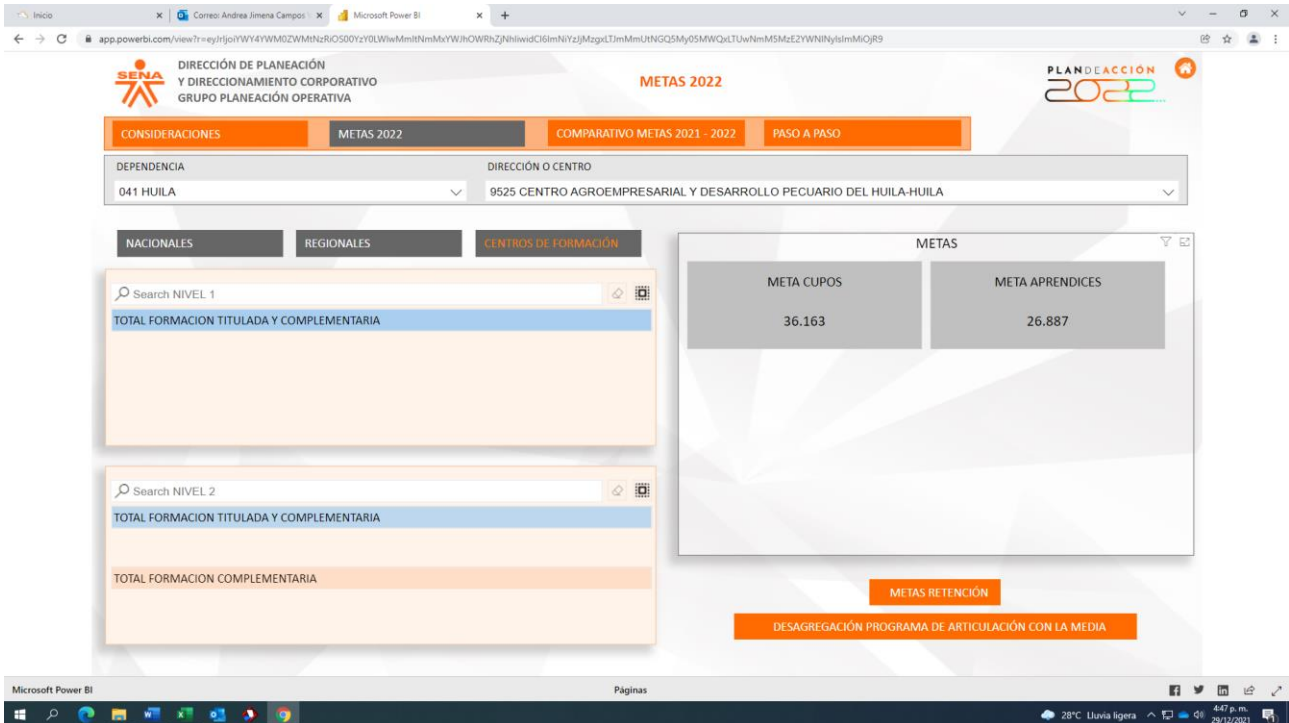 Inicio
Correo: Andrea Jimena Campos
Microsoft Power BI
SENA
DIRECCIÓN DE PLANEACIÓN
Y DIRECCIONAMIENTO CORPORATIVO
GRUPO PLANEACIÓN OPERATIVA
METAS 2022
PLANDEACCIÓN
2022
CONSIDERACIONES
METAS 2022
COMPARATIVO METAS 2021 - 2022
PASO A PASO
DEPENDENCIA
DIRECCIÓN O CENTRO
041 HUILA
9525 CENTRO AGROEMPRESARIAL Y DESARROLLO PECUARIO DEL HUILA-HUILA
NACIONALES
REGIONALES
CENTROS DE FORMACIÓN
METAS
Search NIVEL 1
TOTAL FORMACION TITULADA Y COMPLEMENTARIA
META CUPOS
META APRENDICES
36.163
26.887
Search NIVEL 2
TOTAL FORMACION TITULADA Y COMPLEMENTARIA
TOTAL FORMACION COMPLEMENTARIA
METAS RETENCIÓN
DESAGREGACIÓN PROGRAMA DE ARTICULACIÓN CON LA MEDIA
Microsoft Power BI
Páginas
28°C Lluvia ligera
4:47 p. m.
29/12/2021